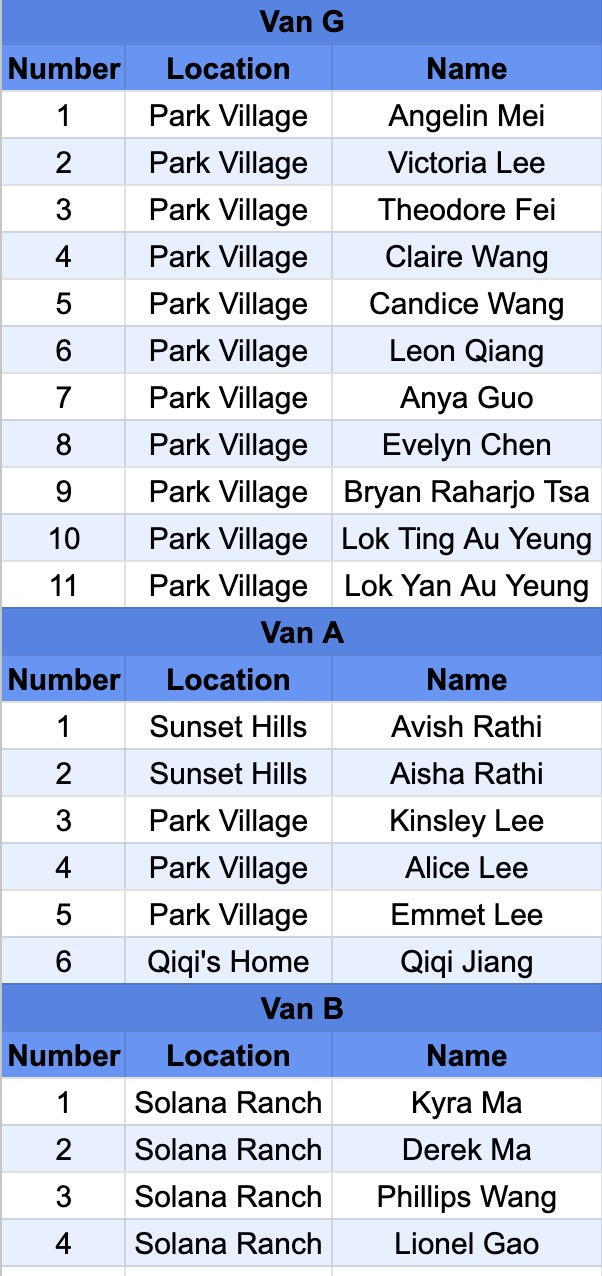 Van G
Number Location Name
1 Park Village Angelin Mei
2 Park Village Victoria Lee
3 Park Village Theodore Fei
4 Park Village Claire Wang
5 Park Village Candice Wang
6 Park Village Leon Qiang
7 Park Village Anya Guo
8 Park Village Evelyn Chen
9 Park Village Bryan Raharjo Tsa
10 Park Village Lok Ting Au Yeung
11 Park Village Lok Yan Au Yeung
Van A
Number Location Name
1 Sunset Hills Avish Rathi
2 Sunset Hills Aisha Rathi
3 Park Village Kinsley Lee
4 Park Village Alice Lee
5 Park Village Emmet Lee
6 Qiqi's Home Qiqi Jiang
Van B
Number Location Name
1 Solana Ranch Kyra Ma
2 Solana Ranch Derek Ma
3 Solana Ranch Phillips Wang
4 Solana Ranch Lionel Gao